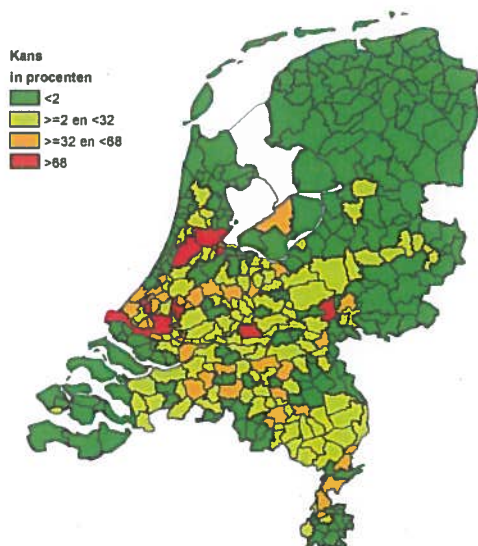 Kans
in procenten
<2
>=2 en <32
>=32 en <68
>68